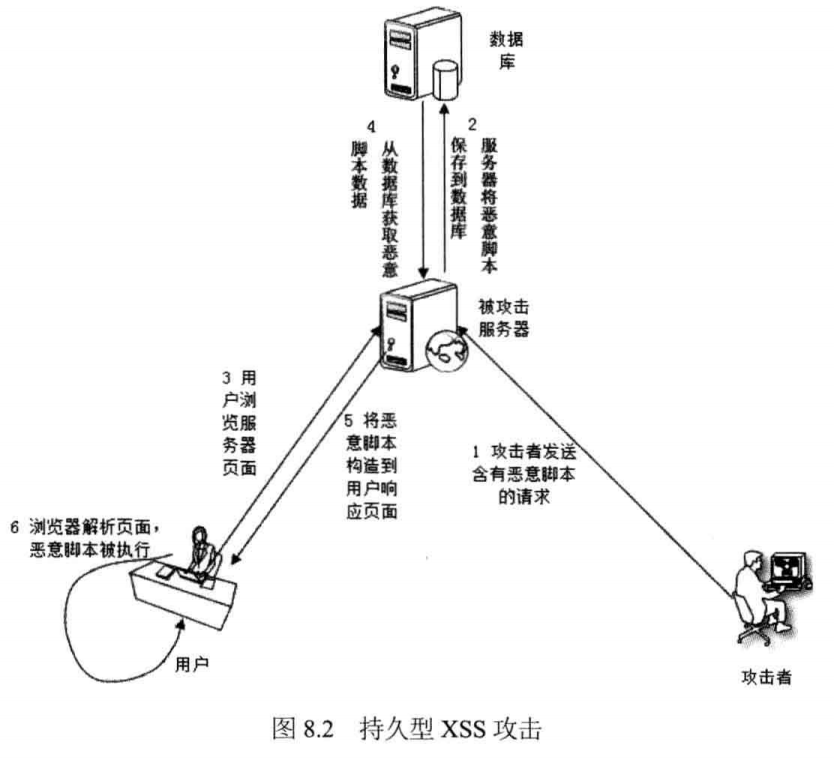 数据
库
4
从数据库获取恶意
脚本数据
2
服务器将恶意脚本
保存到数据库
被攻击
服务器
3 用
户浏
览服
务器
页面
5 将恶
意脚本
构造到
用户响
应页面
1 攻击者发送
含有恶意脚本
的请求
6 浏览器解析页面,
恶意脚本被执行
用户
攻击者
图 8.2 持久型 XSS 攻击